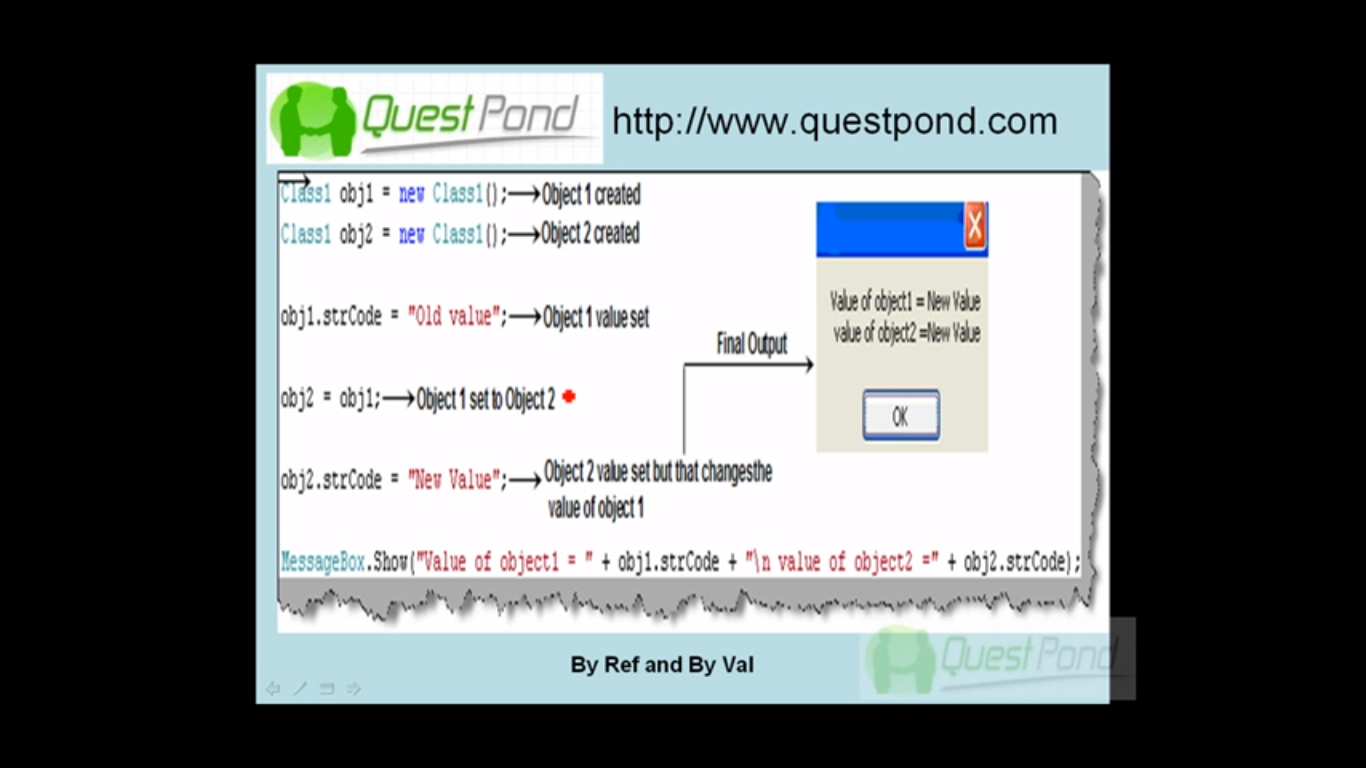 QuestPond http://www.questpond.com
Class1 obj1 = new Class1(); Object 1 created
Class1 obj2 = new Class1(); Object 2 created
obj1.strCode = "Old value"; Object 1 value set
obj2 = obj1; Object 1 set to Object 2
obj2.strCode = "New Value"; Object 2 value set but that changesthe
value of object 1
Final Output
Value of object1 = New Value
value of object2 =New Value
OK
MessageBox.Show("Value of object1 = " + obj1.strCode + "\n value of object2 =" + obj2.strCode);
By Ref and By Val
QuestPond